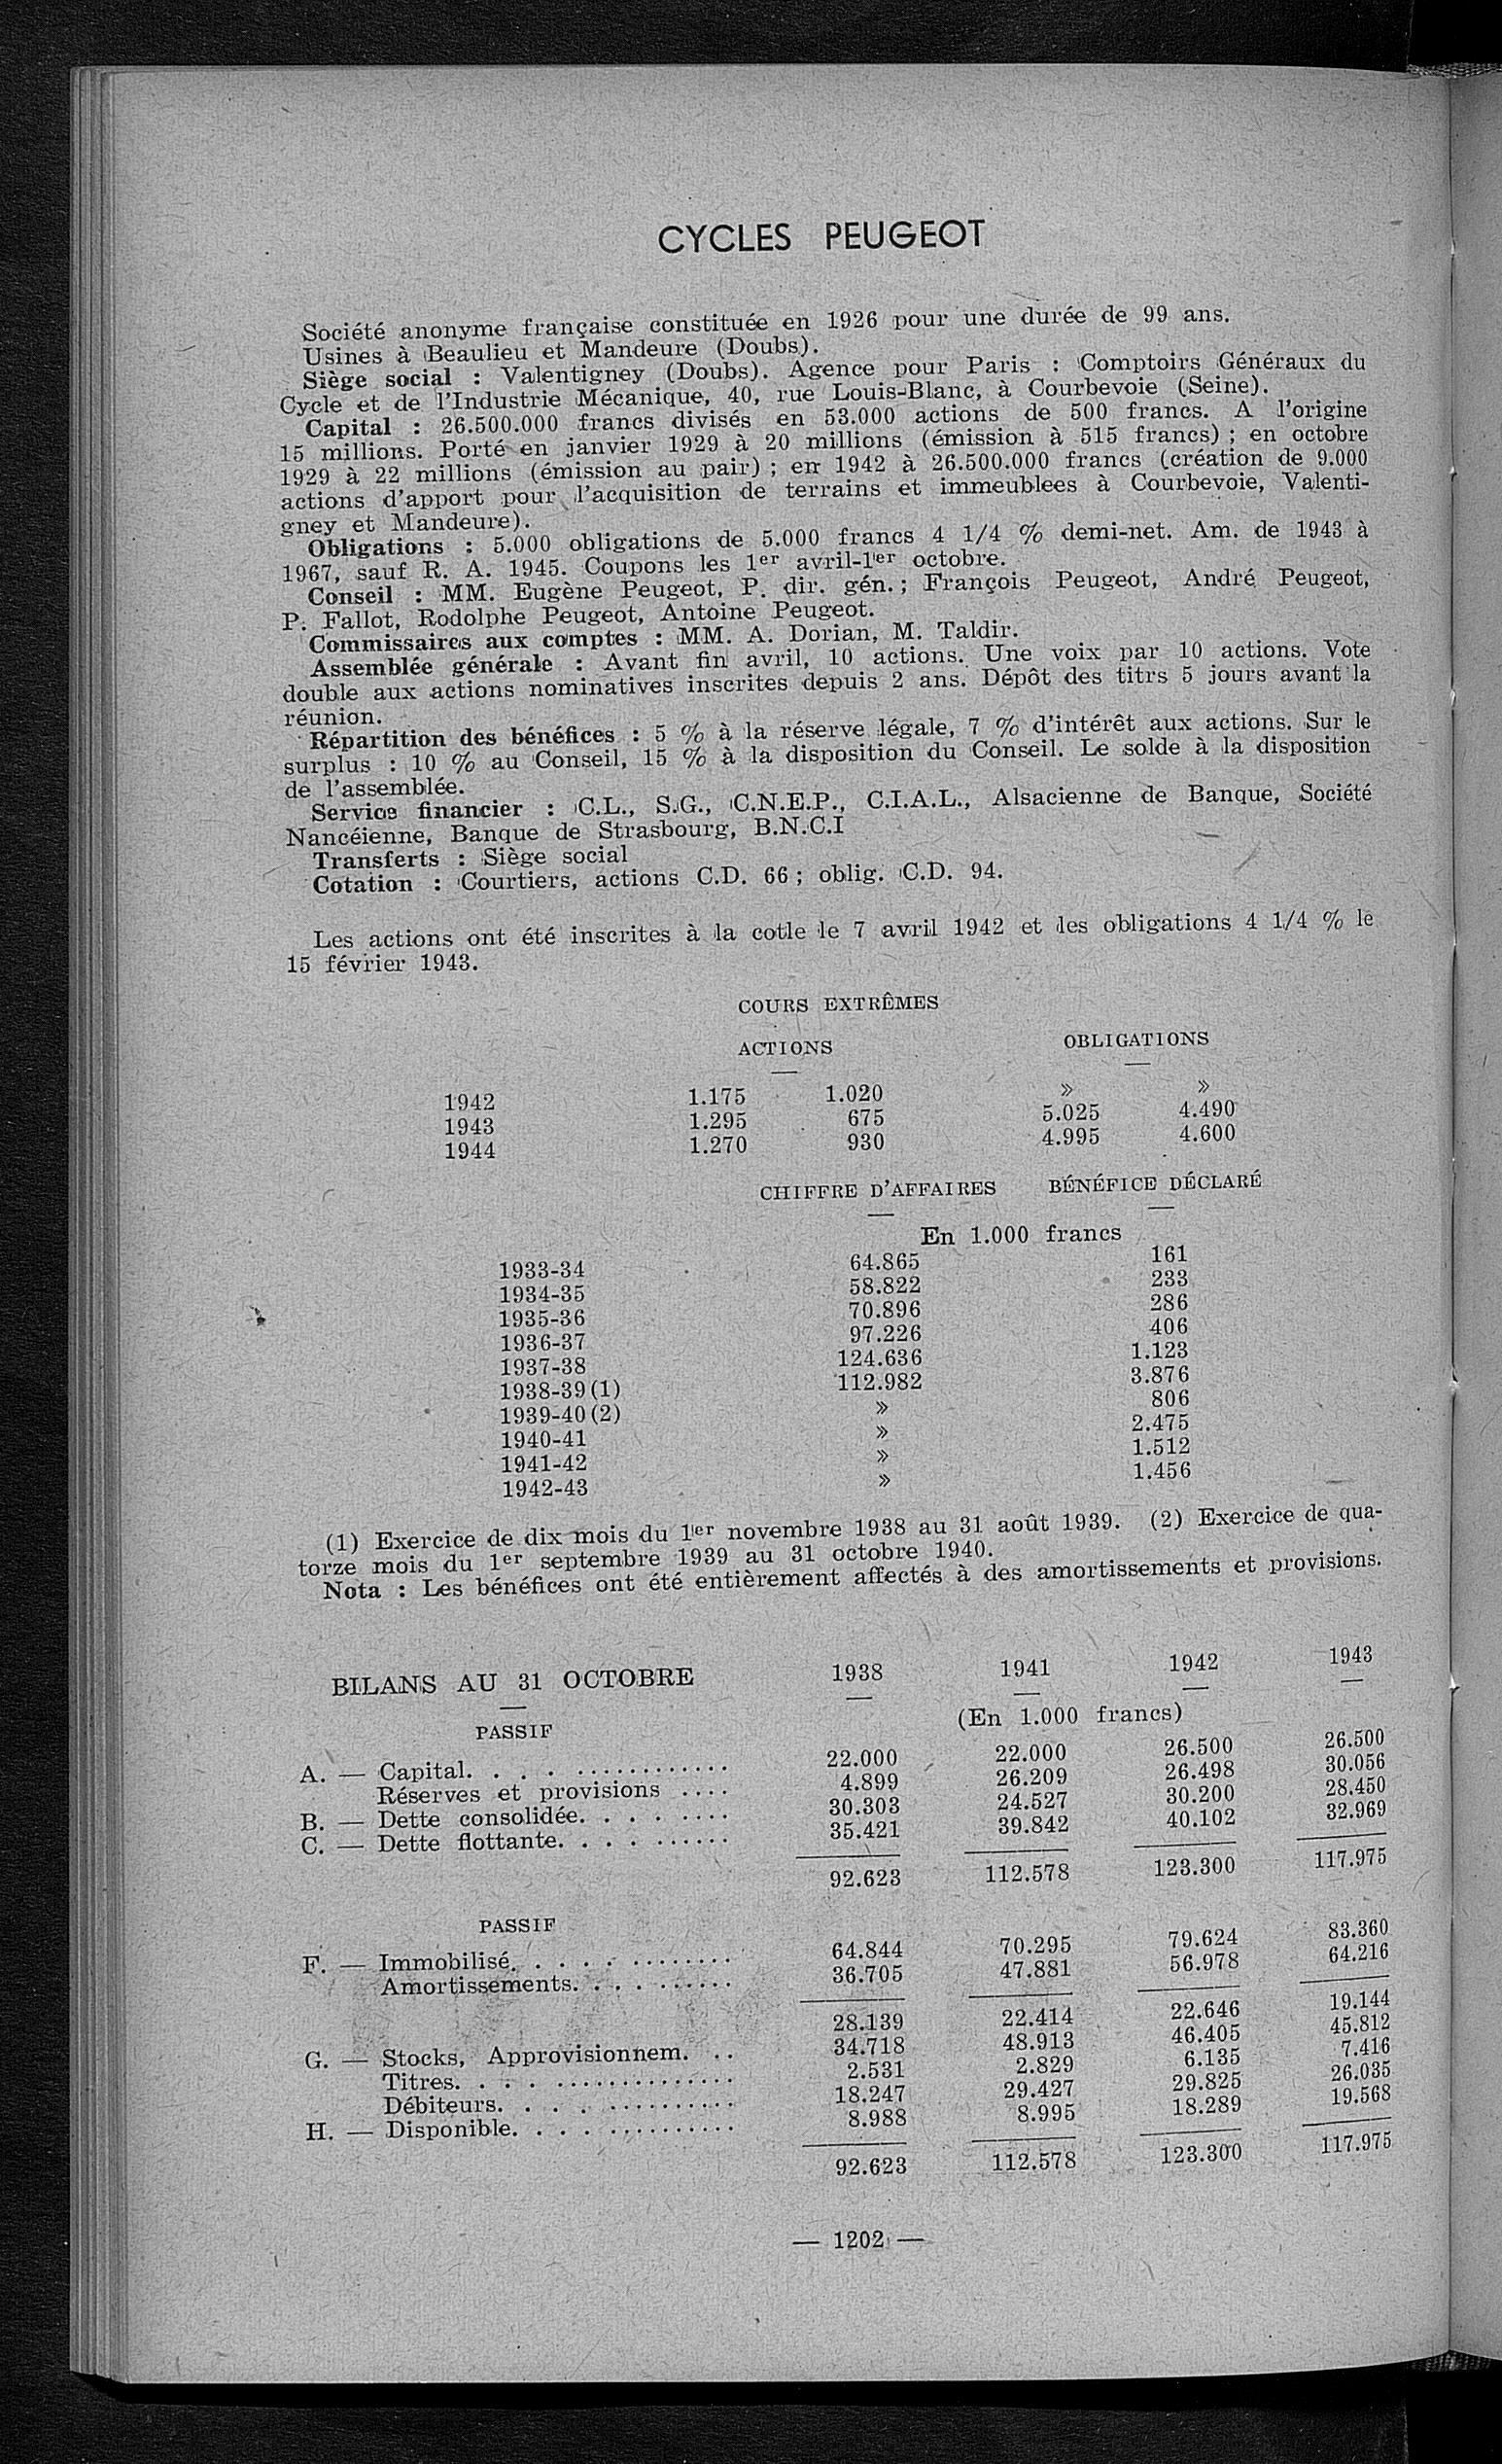 CYCLES PEUGEOT
Société anonyme française constituée en 1926 pour une durée de 99 ans.
Usines à Beaulieu et Mandeure (Doubs).
Siège social : Valentigney (Doubs). Agence pour Paris : Comptoirs Généraux du
Cycle et de l'Industrie Mécanique, 40, rue Louis-Blanc, à Courbevoie (Seine).
Capital : 26.500.000 francs divisés en 53.000 actions de 500 francs. A l'origine
15 millions. Porté en janvier 1929 à 20 millions (émission à 515 francs) ; en octobre
1929 à 22 millions (émission au pair) ; en 1942 à 26.500.000 francs (création de 9.000
actions d'apport pour l'acquisition de terrains et immeublees à Courbevoie, Valenti-
gney et Mandeure).
Obligations : 5.000 obligations de 5.000 francs 4 1/4 % demi-net. Am. de 1943 à
1967, sauf R. A. 1945. Coupons les 1er avril-1er octobre.
Conseil : MM. Eugène Peugeot, P. dir. gén. ; François Peugeot, André Peugeot,
P. Fallot, Rodolphe Peugeot, Antoine Peugeot.
Commissaires aux comptes : MM. A. Dorian, M. Taldir.
Assemblée générale : Avant fin avril, 10 actions. Une voix par 10 actions. Vote
double aux actions nominatives inscrites depuis 2 ans. Dépôt des titrs 5 jours avant la
réunion.
Répartition des bénéfices : 5 % à la réserve légale, 7 % d'intérêt aux actions. Sur le
surplus : 10 % au Conseil, 15 % à la disposition du Conseil. Le solde à la disposition
de l'assemblée.
Service financier : C.L., S.G., C.N.E.P., C.I.A.L., Alsacienne de Banque, Société
Nancéienne, Banque de Strasbourg, B.N.C.I
Transferts : Siège social
Cotation : Courtiers, actions C.D. 66 ; oblig. C.D. 94.
Les actions ont été inscrites à la cotle le 7 avril 1942 et les obligations 4 1/4 % le
15 février 1943.
COURS EXTRÊMES
ACTIONS OBLIGATIONS
1942 1.175 1.020 » »
1943 1.295 675 5.025 4.490
1944 1.270 930 4.995 4.600
CHIFFRE D'AFFAIRES BÉNÉFICE DÉCLARÉ
En 1.000 francs
1933-34 64.865 161
1934-35 58.822 233
1935-36 70.896 286
1936-37 97.226 406
1937-38 124.636 1.123
1938-39 (1) 112.982 3.876
1939-40 (2) » 806
1940-41 » 2.475
1941-42 » 1.512
1942-43 » 1.456
(1) Exercice de dix mois du 1er novembre 1938 au 31 août 1939. (2) Exercice de qua-
torze mois du 1er septembre 1939 au 31 octobre 1940.
Nota : Les bénéfices ont été entièrement affectés à des amortissements et provisions.
BILANS AU 31 OCTOBRE 1938 1941 1942 1943
PASSIF (En 1.000 francs)
A. — Capital. . . . . . . . . . . . . . . . 22.000 22.000 26.500 26.500
Réserves et provisions .... 4.899 26.209 26.498 30.056
B. — Dette consolidée. . . . . . . . 30.303 24.527 30.200 28.450
C. — Dette flottante. . . . . . . . . . 35.421 39.842 40.102 32.969
92.623 112.578 123.300 117.975
PASSIF
F. — Immobilisé. . . . . . . . . . . . . . 64.844 70.295 79.624 83.360
Amortissements. . . . . . . . . . 36.705 47.881 56.978 64.216
28.139 22.414 22.646 19.144
G. — Stocks, Approvisionnem. . . 34.718 48.913 46.405 45.812
Titres. . . . . . . . . . . . . . . . . . 2.531 2.829 6.135 7.416
Débiteurs. . . . . . . . . . . . . . . 18.247 29.427 29.825 26.035
H. — Disponible. . . . . . . . . . . . . . 8.988 8.995 18.289 19.568
92.623 112.578 123.300 117.975
— 1202 —